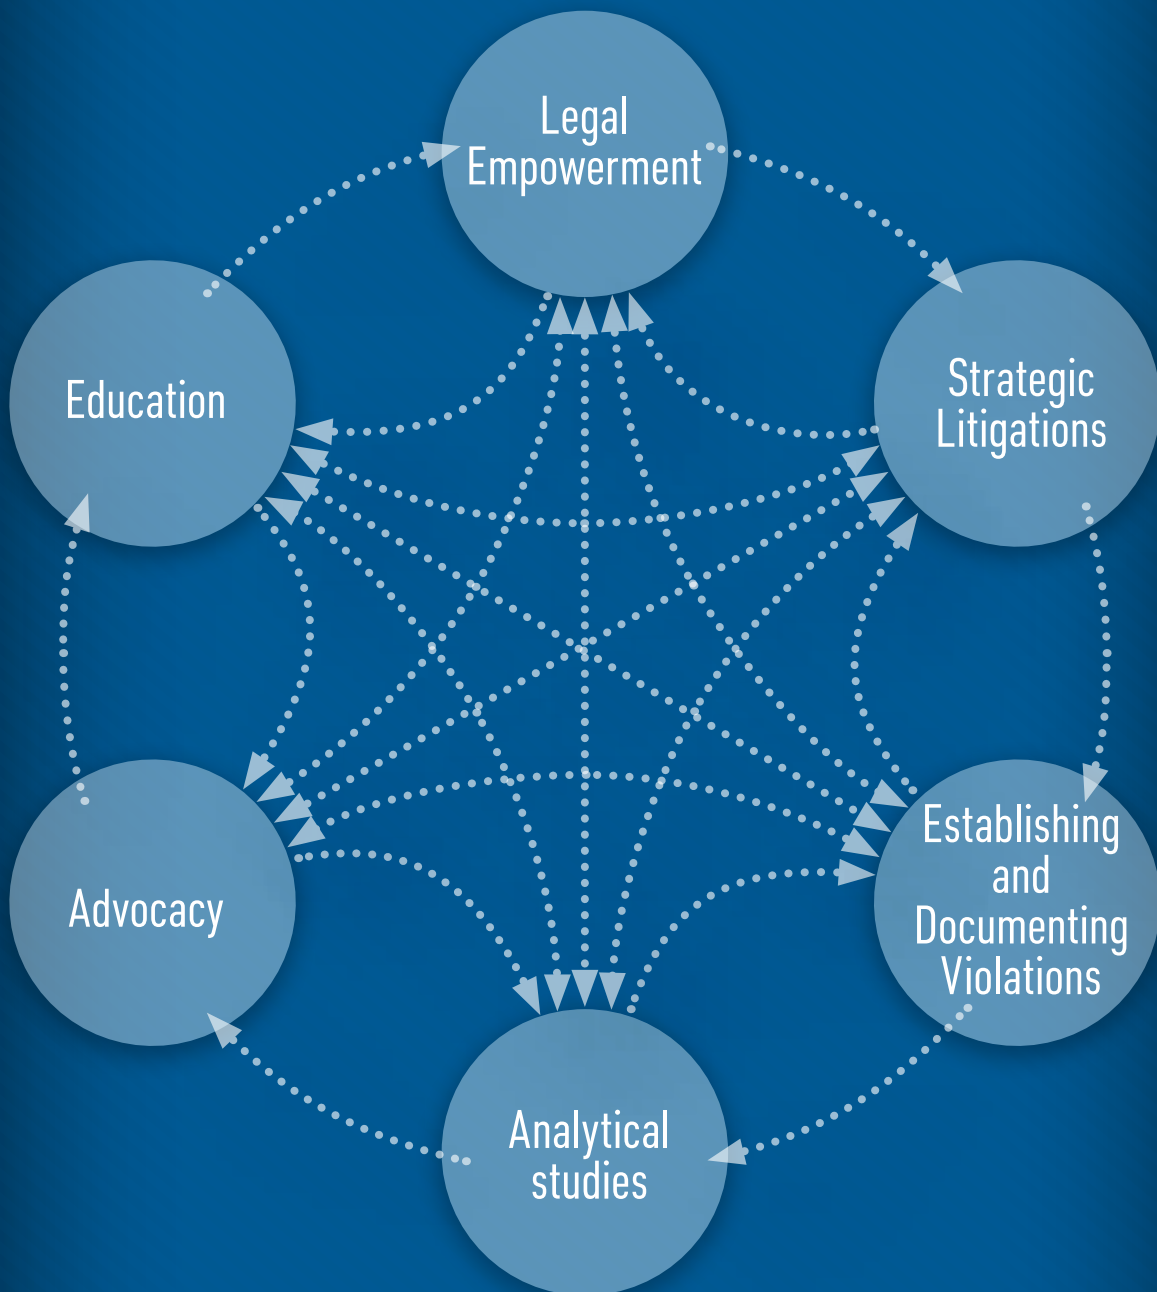 Legal
Empowerment
Education
Strategic
Litigations
Advocacy
Establishing
and
Documenting
Violations
Analytical
studies